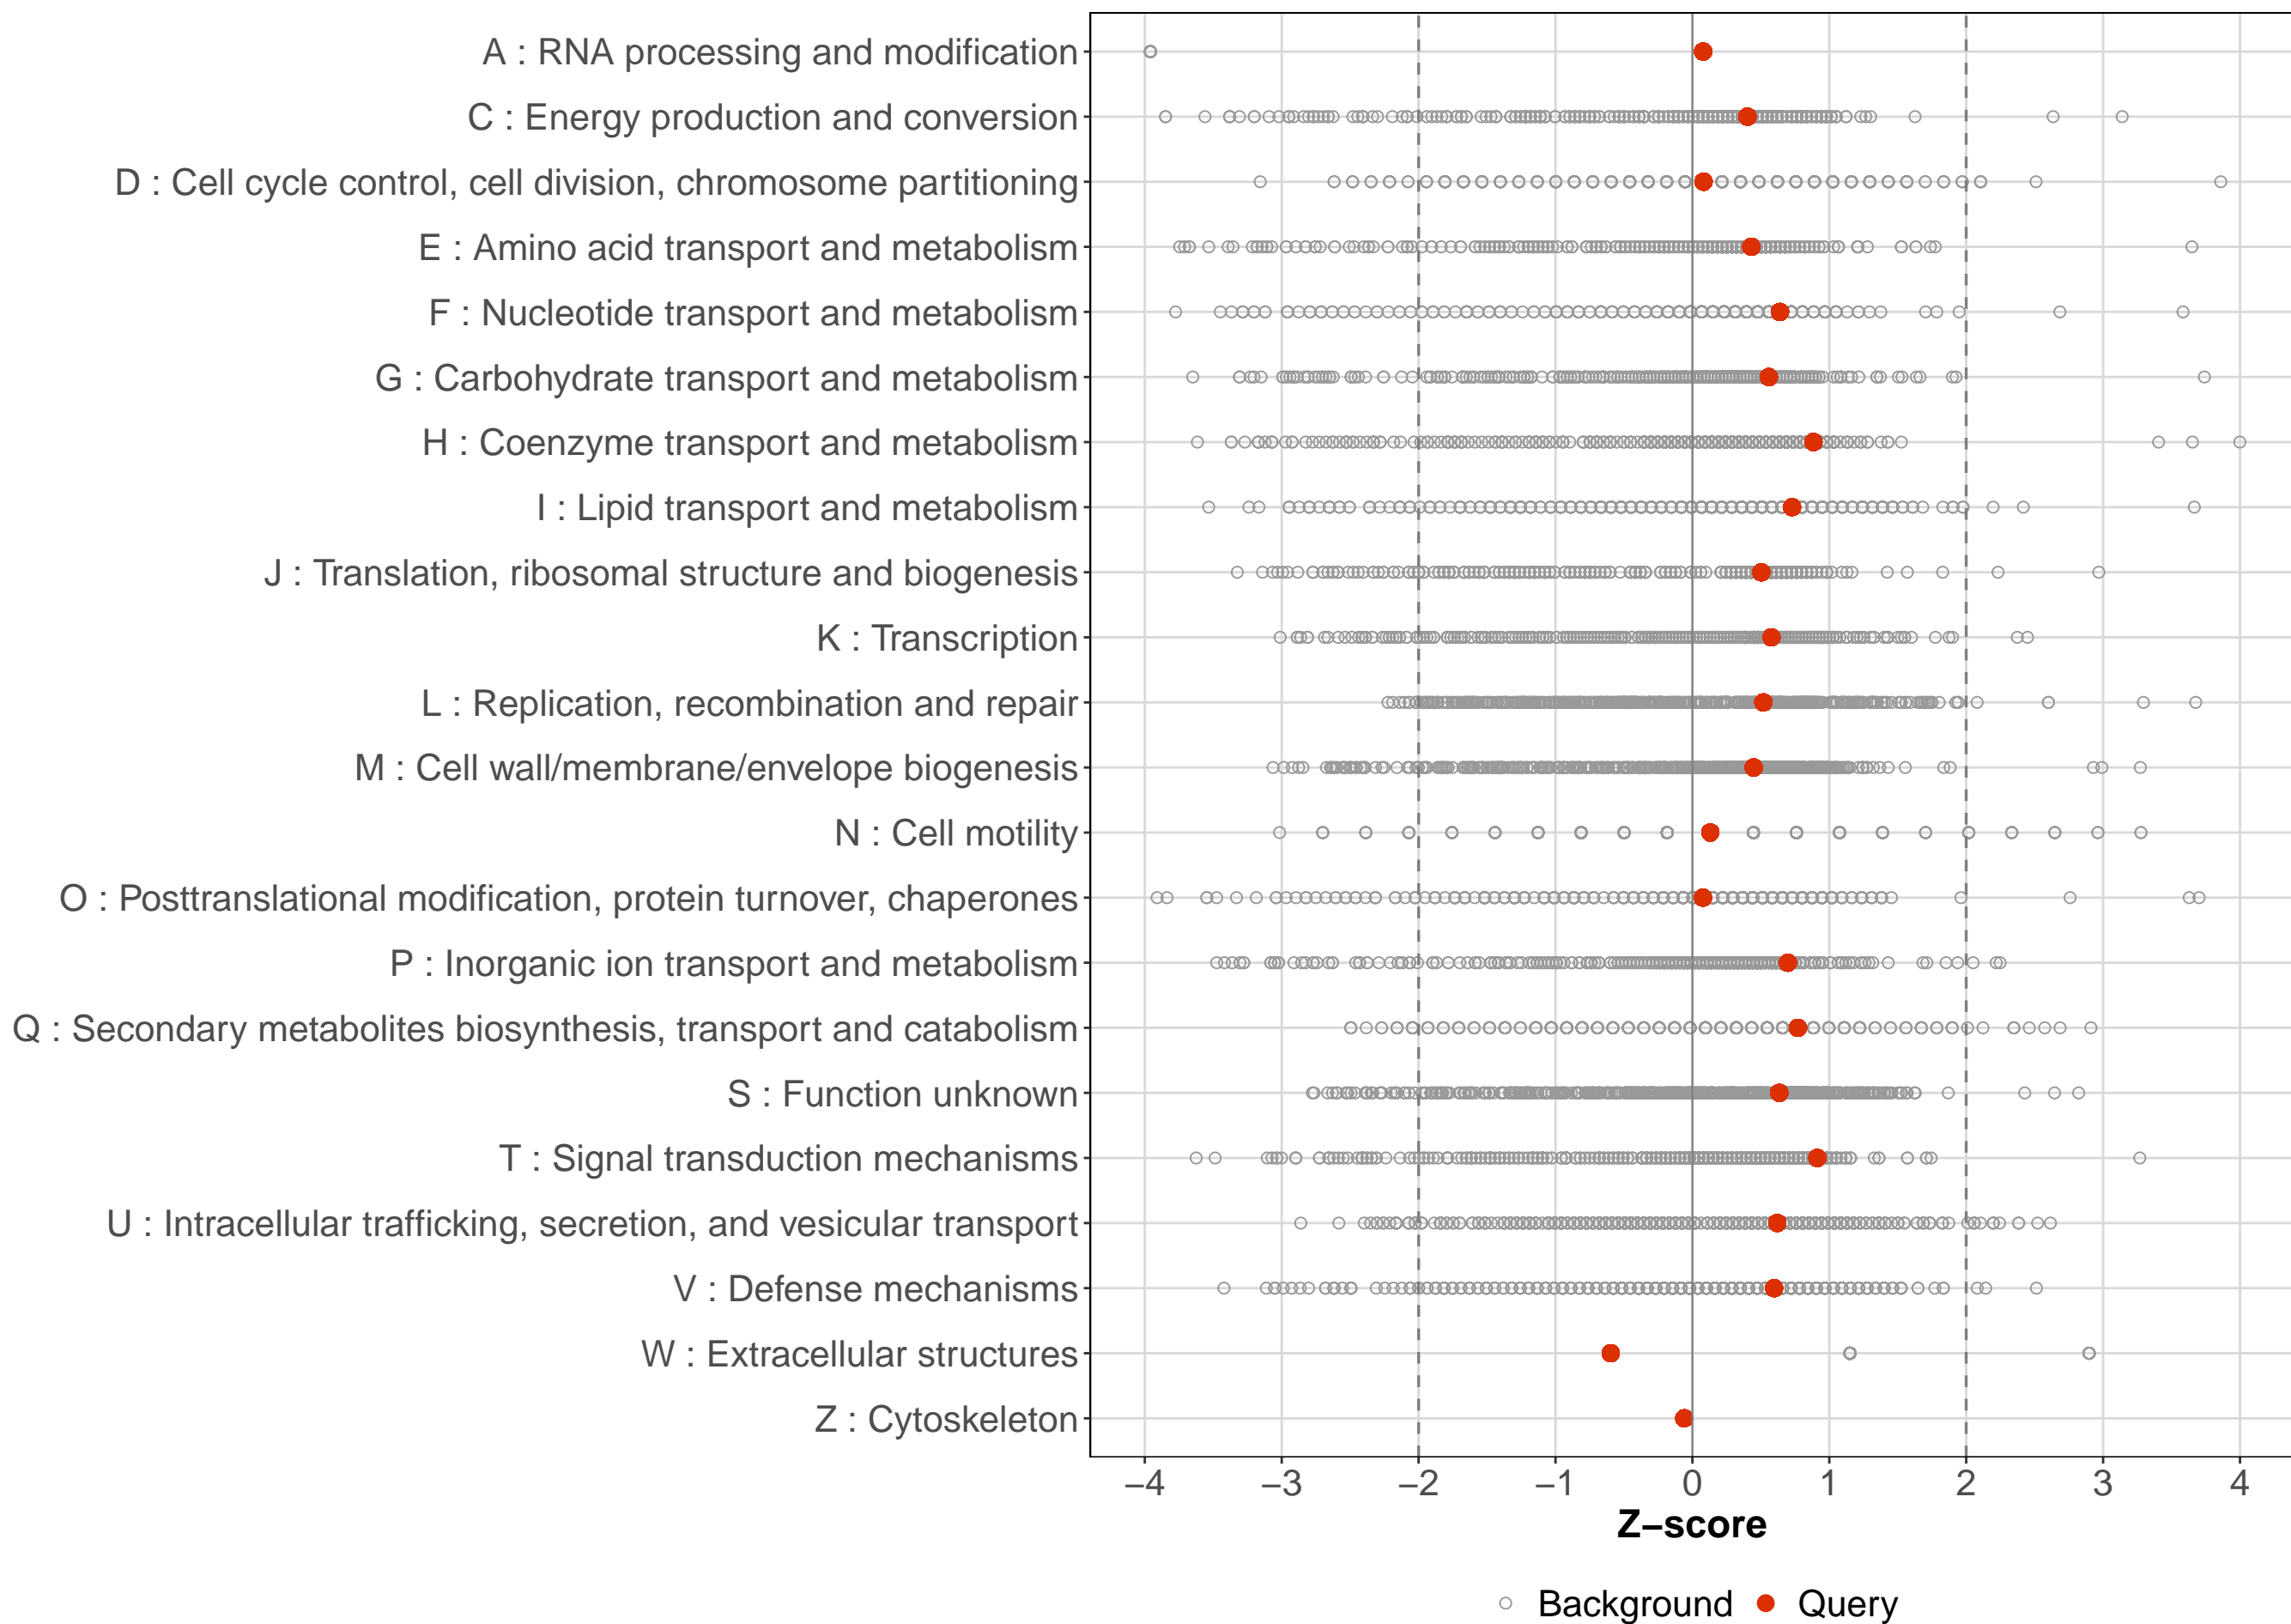 A : RNA processing and modification
C : Energy production and conversion
D : Cell cycle control, cell division, chromosome partitioning
E : Amino acid transport and metabolism
F : Nucleotide transport and metabolism
G : Carbohydrate transport and metabolism
H : Coenzyme transport and metabolism
I : Lipid transport and metabolism
J : Translation, ribosomal structure and biogenesis
K : Transcription
L : Replication, recombination and repair
M : Cell wall/membrane/envelope biogenesis
N : Cell motility
O : Posttranslational modification, protein turnover, chaperones
P : Inorganic ion transport and metabolism
Q : Secondary metabolites biosynthesis, transport and catabolism
S : Function unknown
T : Signal transduction mechanisms
U : Intracellular trafficking, secretion, and vesicular transport
V : Defense mechanisms
W : Extracellular structures
Z : Cytoskeleton
−4 −3 −2 −1 0 1 2 3 4
Z−score
Background Query